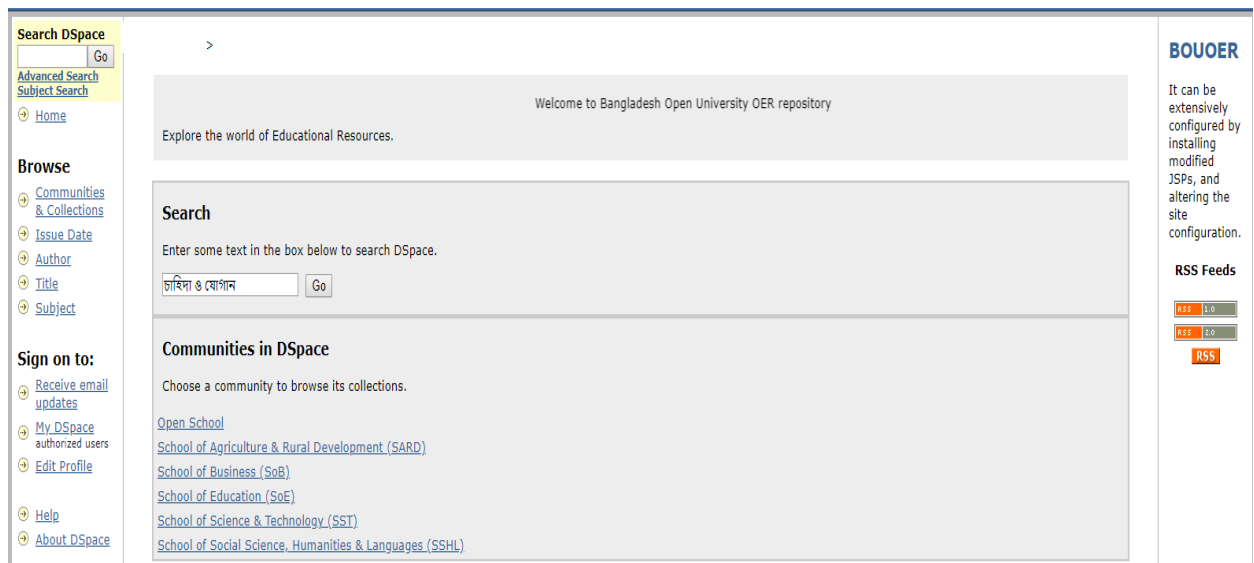 Search DSpace
Go
Advanced Search
Subject Search
Home
Browse
Communities
& Collections
Issue Date
Author
Title
Subject
Sign on to:
Receive email
updates
My DSpace
authorized users
Edit Profile
Help
About DSpace
>
Welcome to Bangladesh Open University OER repository
Explore the world of Educational Resources.
Search
Enter some text in the box below to search DSpace.
চাহিদা ও যোগান Go
Communities in DSpace
Choose a community to browse its collections.
Open School
School of Agriculture & Rural Development (SARD)
School of Business (SoB)
School of Education (SoE)
School of Science & Technology (SST)
School of Social Science, Humanities & Languages (SSHL)
BOUOER
It can be
extensively
configured by
installing
modified
JSPs, and
altering the
site
configuration.
RSS Feeds
RSS 1.0
RSS 2.0
RSS